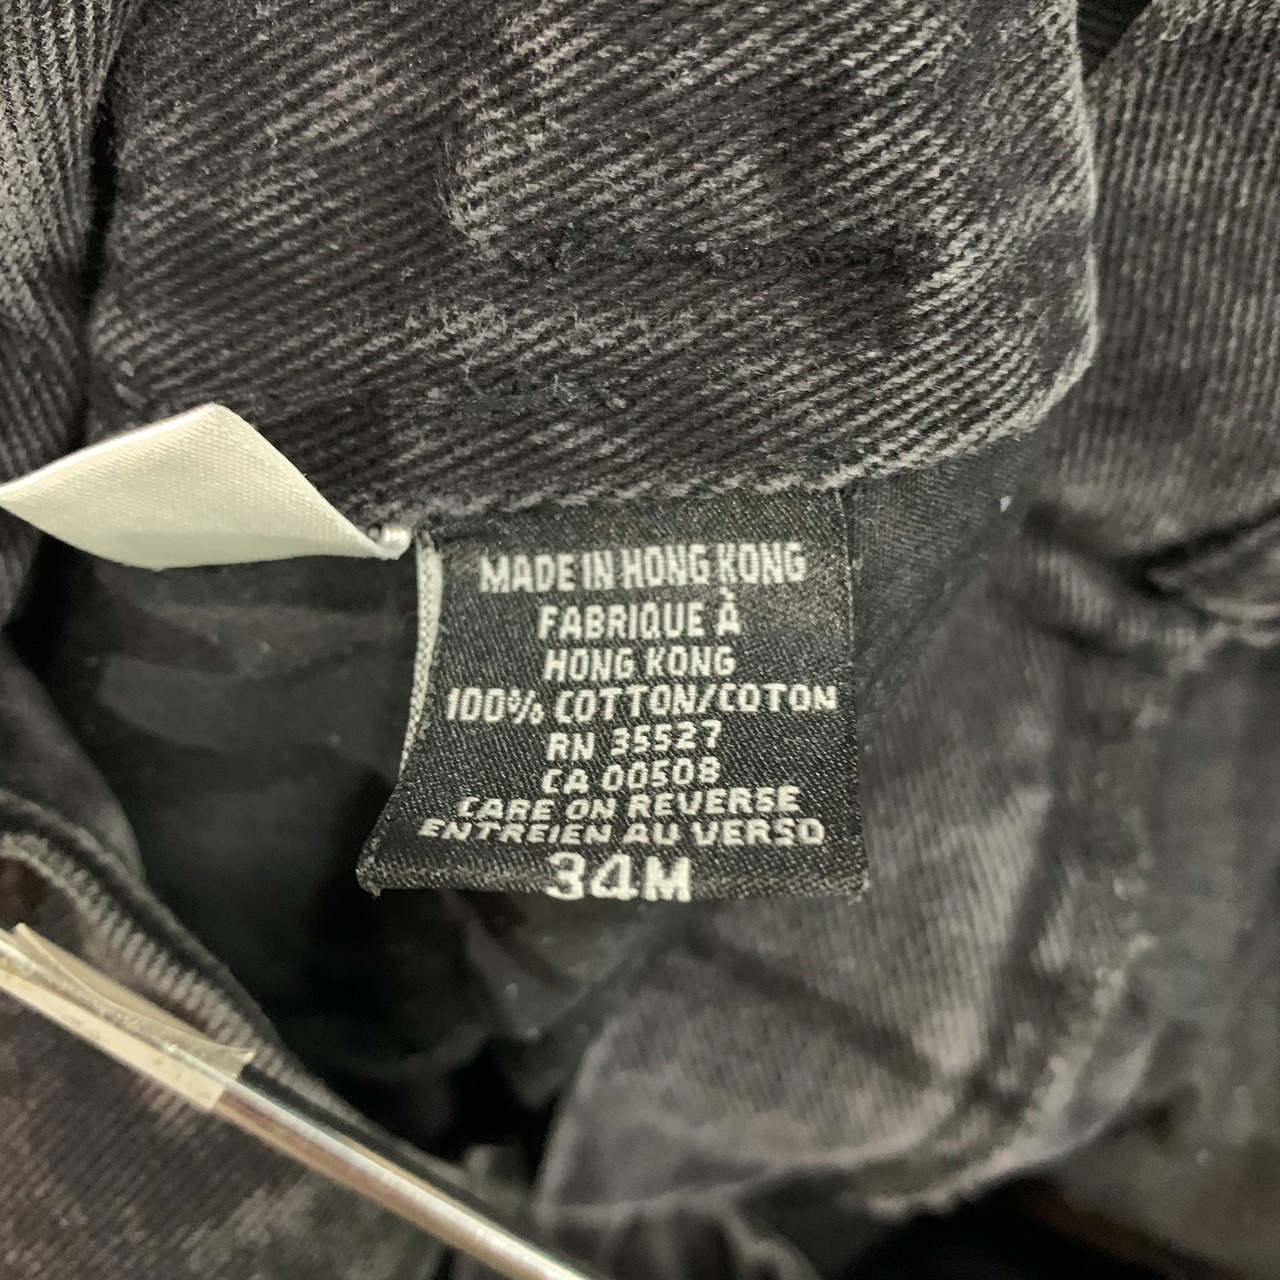 MADE IN HONG KONG
FABRIQUE À
HONG KONG
100% COTTON/COTON
RN 35527
CA 00508
CARE ON REVERSE
ENTREIEN AU VERSO
34M